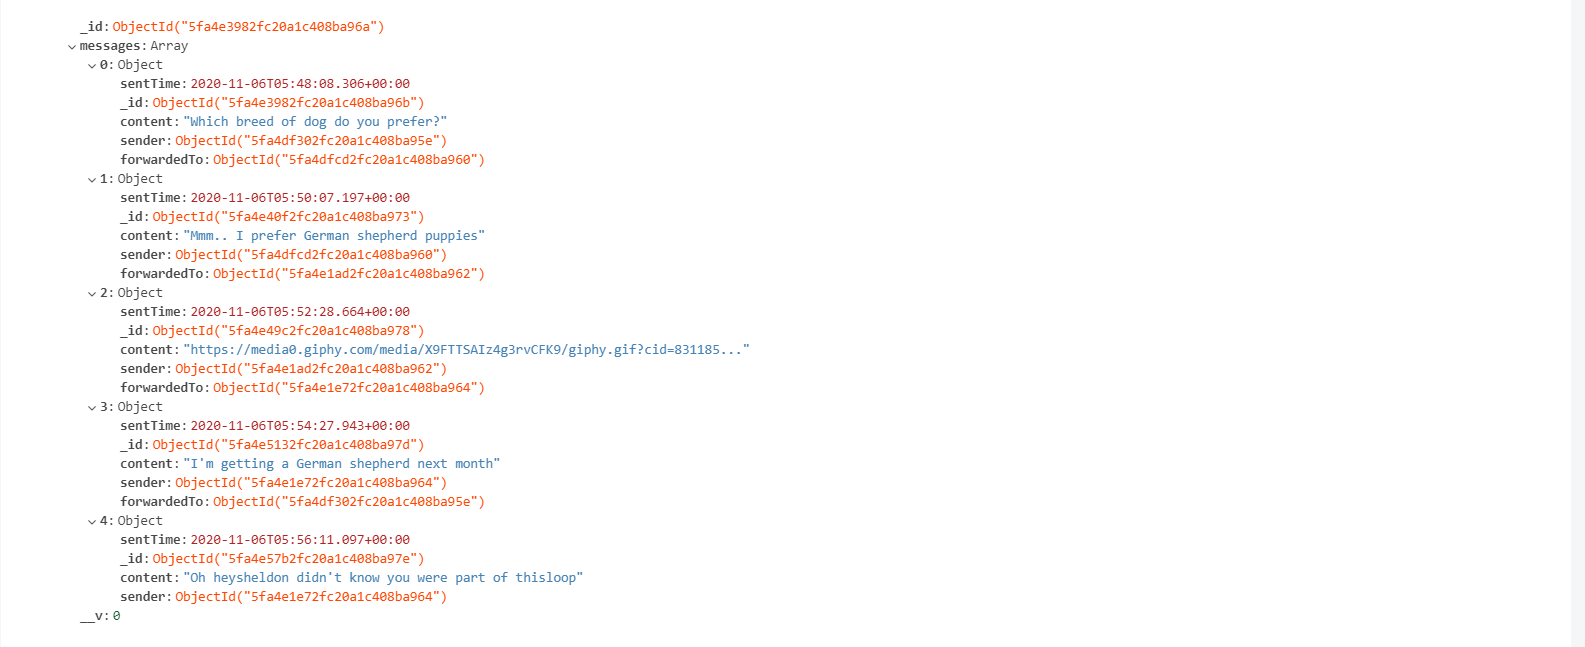 _id: ObjectId("5fa4e3982fc20a1c408ba96a")
messages: Array
0: Object
sentTime: 2020-11-06T05:48:08.306+00:00
_id: ObjectId("5fa4e3982fc20a1c408ba96b")
content: "Which breed of dog do you prefer?"
sender: ObjectId("5fa4df302fc20a1c408ba95e")
forwardedTo: ObjectId("5fa4dfcd2fc20a1c408ba960")
1: Object
sentTime: 2020-11-06T05:50:07.197+00:00
_id: ObjectId("5fa4e40f2fc20a1c408ba973")
content: "Mmm.. I prefer German shepherd puppies"
sender: ObjectId("5fa4dfcd2fc20a1c408ba960")
forwardedTo: ObjectId("5fa4e1ad2fc20a1c408ba962")
2: Object
sentTime: 2020-11-06T05:52:28.664+00:00
_id: ObjectId("5fa4e49c2fc20a1c408ba978")
content: "https://media0.giphy.com/media/X9FTTSAIz4g3rvCFK9/giphy.gif?cid=831185..."
sender: ObjectId("5fa4e1ad2fc20a1c408ba962")
forwardedTo: ObjectId("5fa4e1e72fc20a1c408ba964")
3: Object
sentTime: 2020-11-06T05:54:27.943+00:00
_id: ObjectId("5fa4e5132fc20a1c408ba97d")
content: "I'm getting a German shepherd next month"
sender: ObjectId("5fa4e1e72fc20a1c408ba964")
forwardedTo: ObjectId("5fa4df302fc20a1c408ba95e")
4: Object
sentTime: 2020-11-06T05:56:11.097+00:00
_id: ObjectId("5fa4e57b2fc20a1c408ba97e")
content: "Oh heysheldon didn't know you were part of thisloop"
sender: ObjectId("5fa4e1e72fc20a1c408ba964")
__v: 0